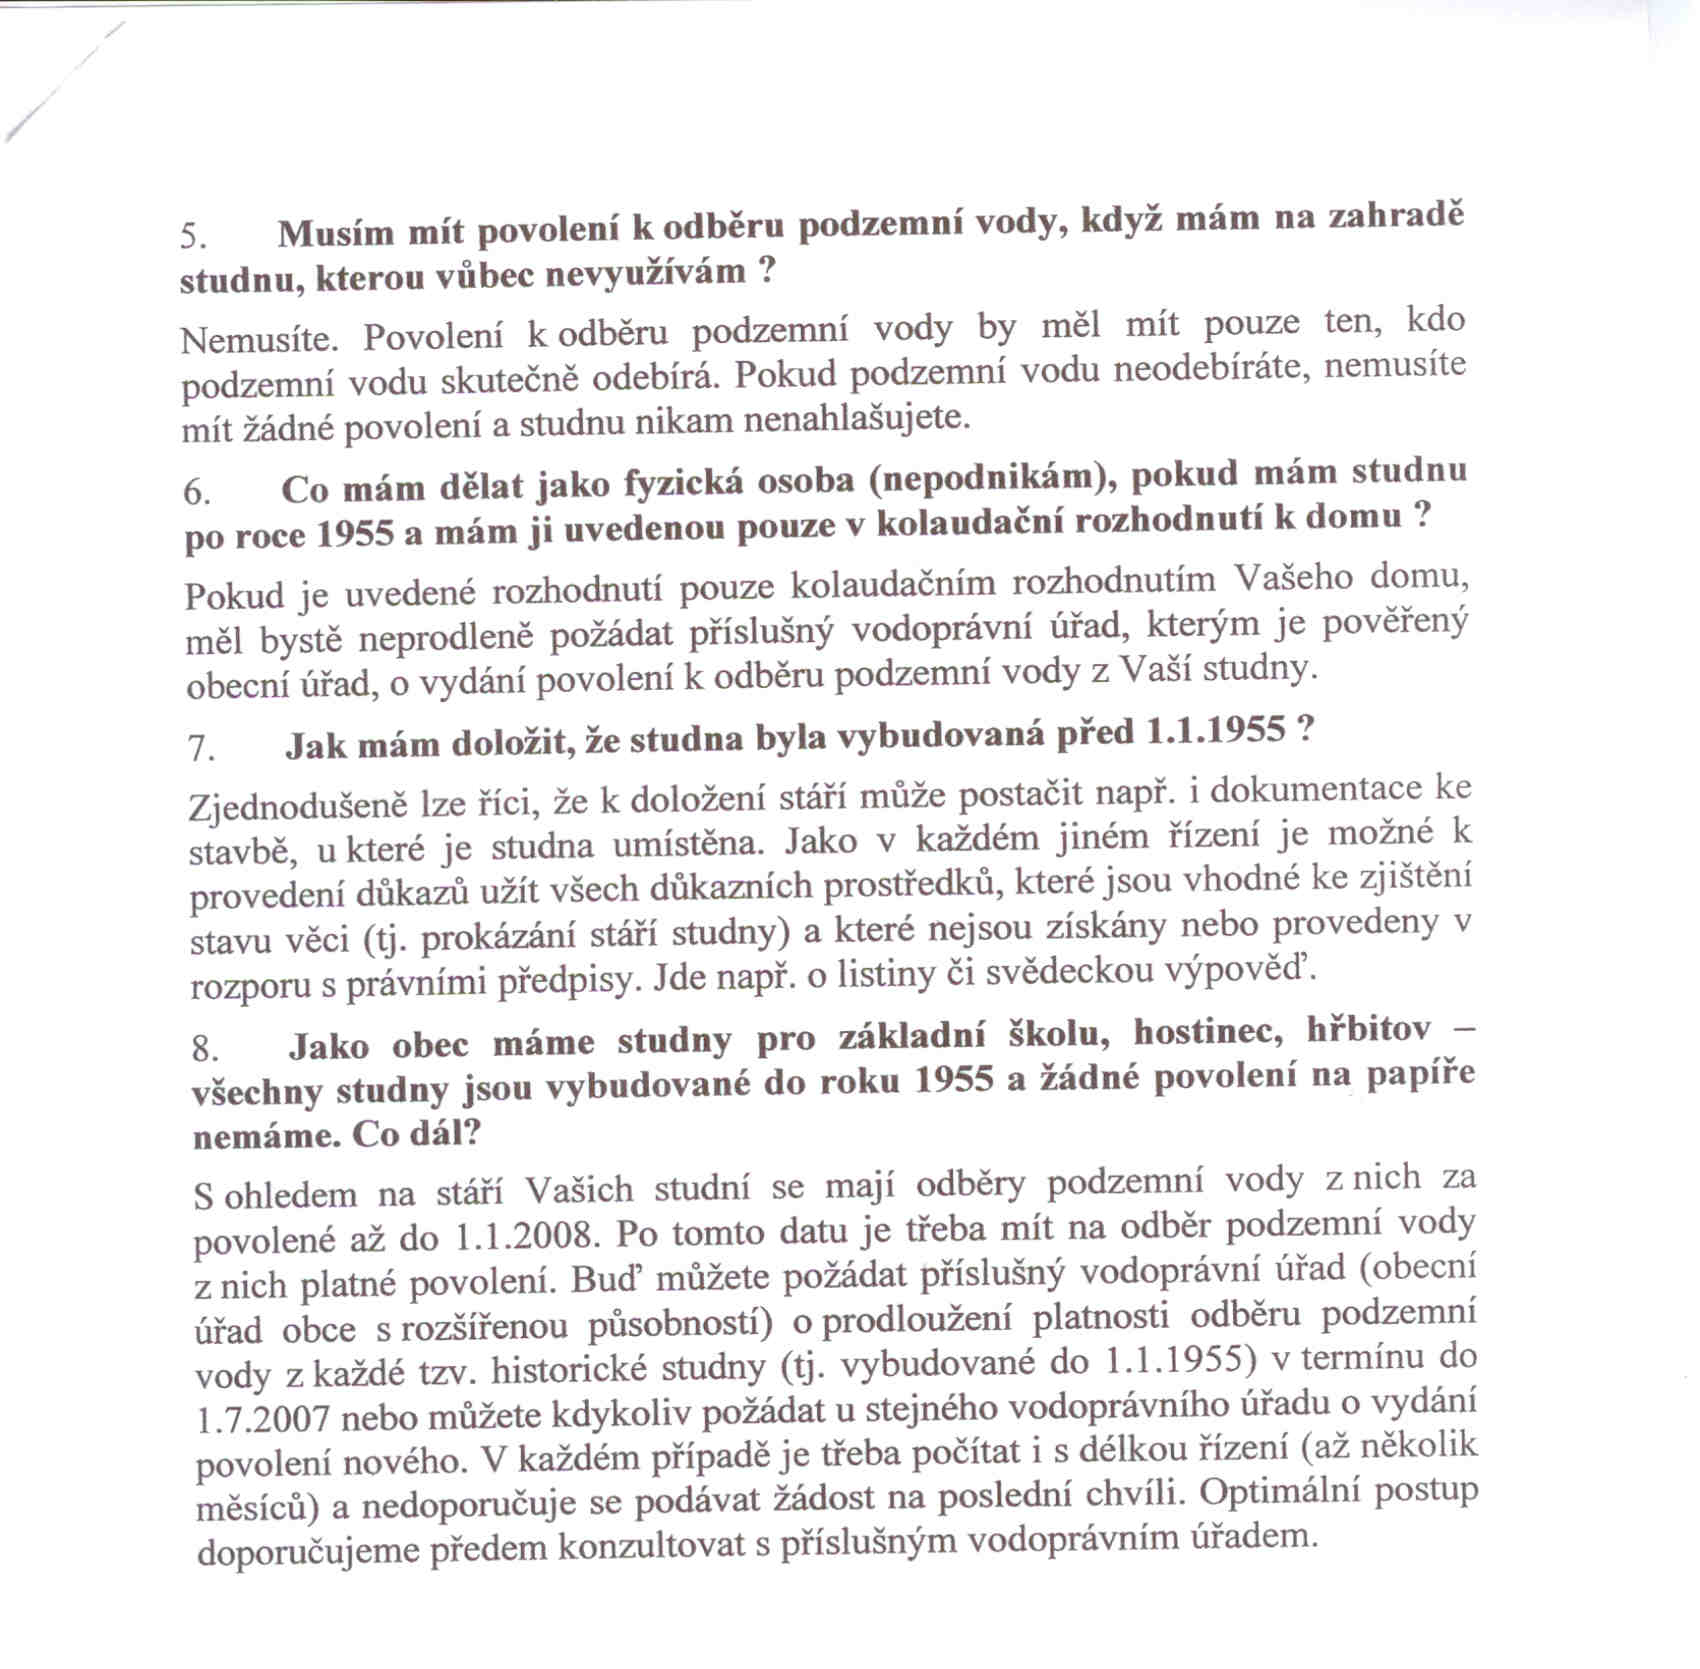 5. Musím mít povolení k odběru podzemní vody, když mám na zahradě
studnu, kterou vůbec nevyužívám ?
Nemusíte. Povolení k odběru podzemní vody by měl mít pouze ten, kdo
podzemní vodu skutečně odebírá. Pokud podzemní vodu neodebíráte, nemusíte
mít žádné povolení a studnu nikam nenahlašujete.
6. Co mám dělat jako fyzická osoba (nepodnikám), pokud mám studnu
po roce 1955 a mám ji uvedenou pouze v kolaudační rozhodnutí k domu ?
Pokud je uvedené rozhodnutí pouze kolaudačním rozhodnutím Vašeho domu,
měl bystě neprodleně požádat příslušný vodoprávní úřad, kterým je pověřený
obecní úřad, o vydání povolení k odběru podzemní vody z Vaší studny.
7. Jak mám doložit, že studna byla vybudovaná před 1.1.1955 ?
Zjednodušeně lze říci, že k doložení stáří může postačit např. i dokumentace ke
stavbě, u které je studna umístěna. Jako v každém jiném řízení je možné k
provedení důkazů užít všech důkazních prostředků, které jsou vhodné ke zjištění
stavu věci (tj. prokázání stáří studny) a které nejsou získány nebo provedeny v
rozporu s právními předpisy. Jde např. o listiny či svědeckou výpověď.
8. Jako obec máme studny pro základní školu, hostinec, hřbitov –
všechny studny jsou vybudované do roku 1955 a žádné povolení na papíře
nemáme. Co dál?
S ohledem na stáří Vašich studní se mají odběry podzemní vody z nich za
povolené až do 1.1.2008. Po tomto datu je třeba mít na odběr podzemní vody
z nich platné povolení. Buď můžete požádat příslušný vodoprávní úřad (obecní
úřad obce s rozšířenou působností) o prodloužení platnosti odběru podzemní
vody z každé tzv. historické studny (tj. vybudované do 1.1.1955) v termínu do
1.7.2007 nebo můžete kdykoliv požádat u stejného vodoprávního úřadu o vydání
povolení nového. V každém případě je třeba počítat i s délkou řízení (až několik
měsíců) a nedoporučuje se podávat žádost na poslední chvíli. Optimální postup
doporučujeme předem konzultovat s příslušným vodoprávním úřadem.